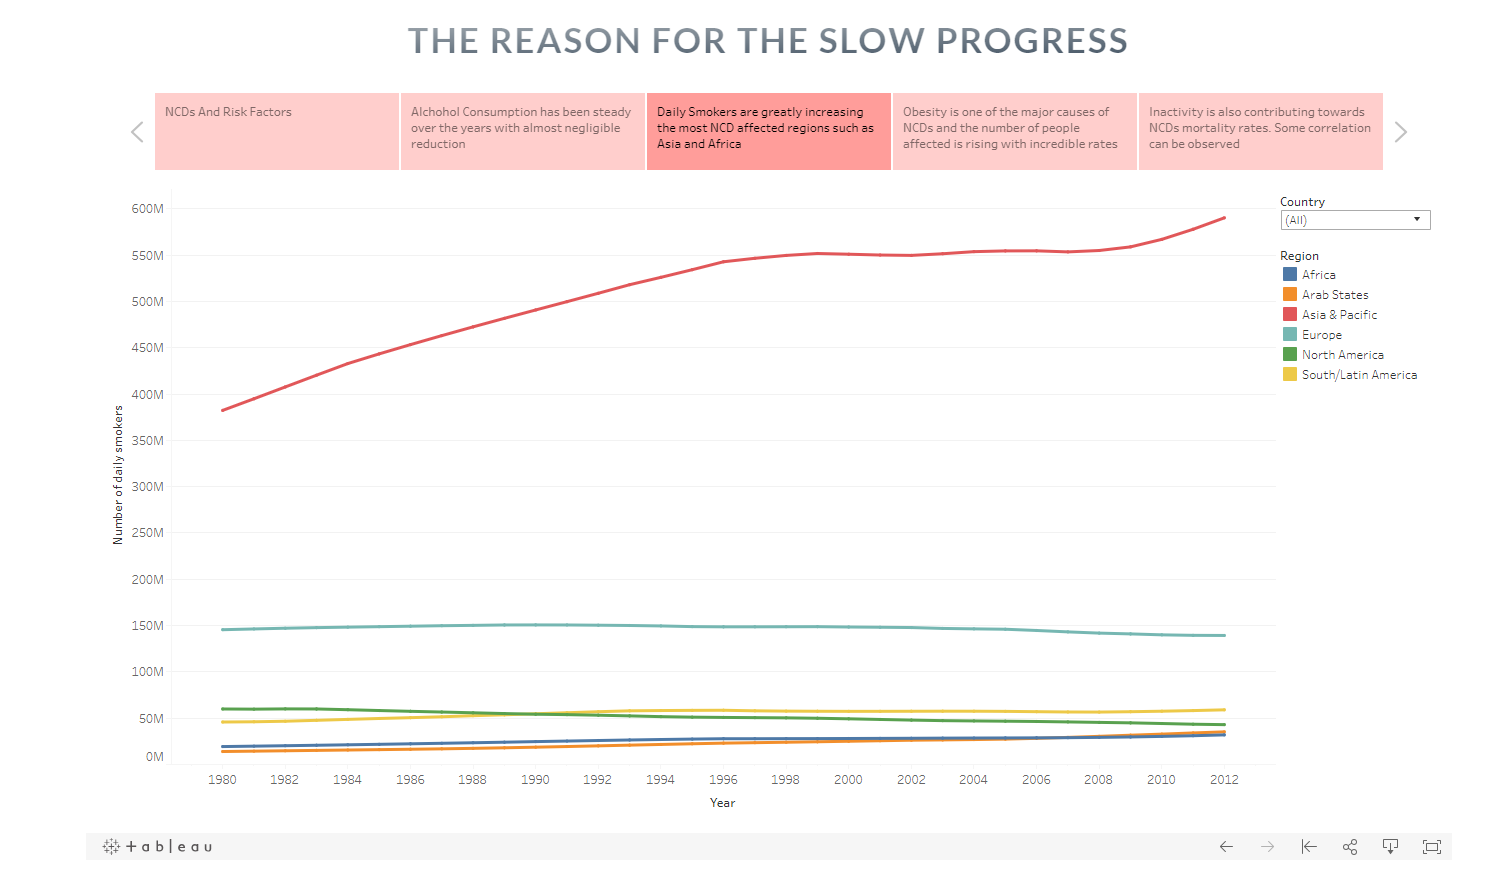 THE REASON FOR THE SLOW PROGRESS
NCDs And Risk Factors
Alchohol Consumption has been steady
over the years with almost negligible
reduction
Daily Smokers are greatly increasing
the most NCD affected regions such as
Asia and Africa
Obesity is one of the major causes of
NCDs and the number of people
affected is rising with incredible rates
Inactivity is also contributing towards
NCDs mortality rates. Some correlation
can be observed
Number of daily smokers
600M
550M
500M
450M
400M
350M
300M
250M
200M
150M
100M
50M
0M
1980 1982 1984 1986 1988 1990 1992 1994 1996 1998 2000 2002 2004 2006 2008 2010 2012
Year
Country
(All)
Region
Africa
Arab States
Asia & Pacific
Europe
North America
South/Latin America
tableau